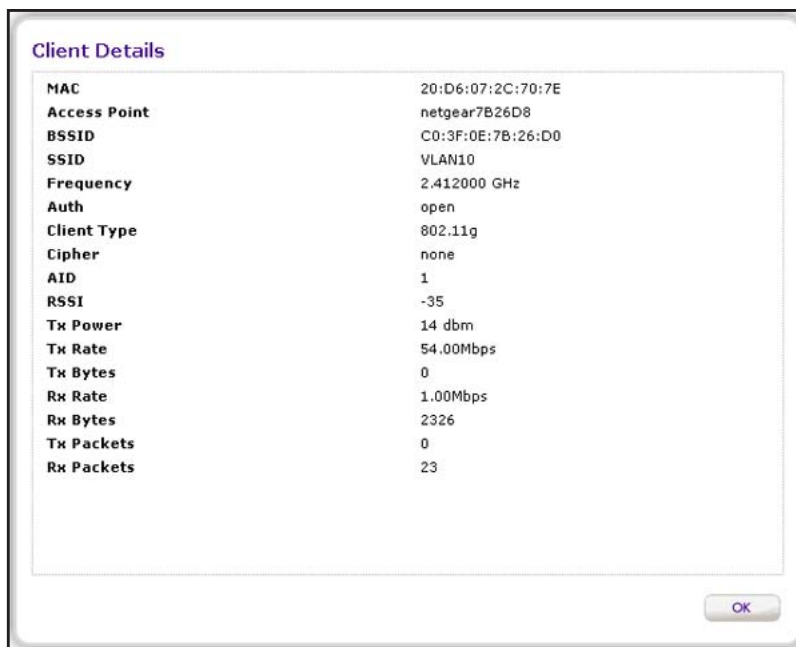 Client Details
MAC 20:D6:07:2C:70:7E
Access Point netgear7B26D8
BSSID C0:3F:0E:7B:26:D0
SSID VLAN10
Frequency 2.412000 GHz
Auth open
Client Type 802.11g
Cipher none
AID 1
RSSI -35
Tx Power 14 dbm
Tx Rate 54.00Mbps
Tx Bytes 0
Rx Rate 1.00Mbps
Rx Bytes 2326
Tx Packets 0
Rx Packets 23
OK